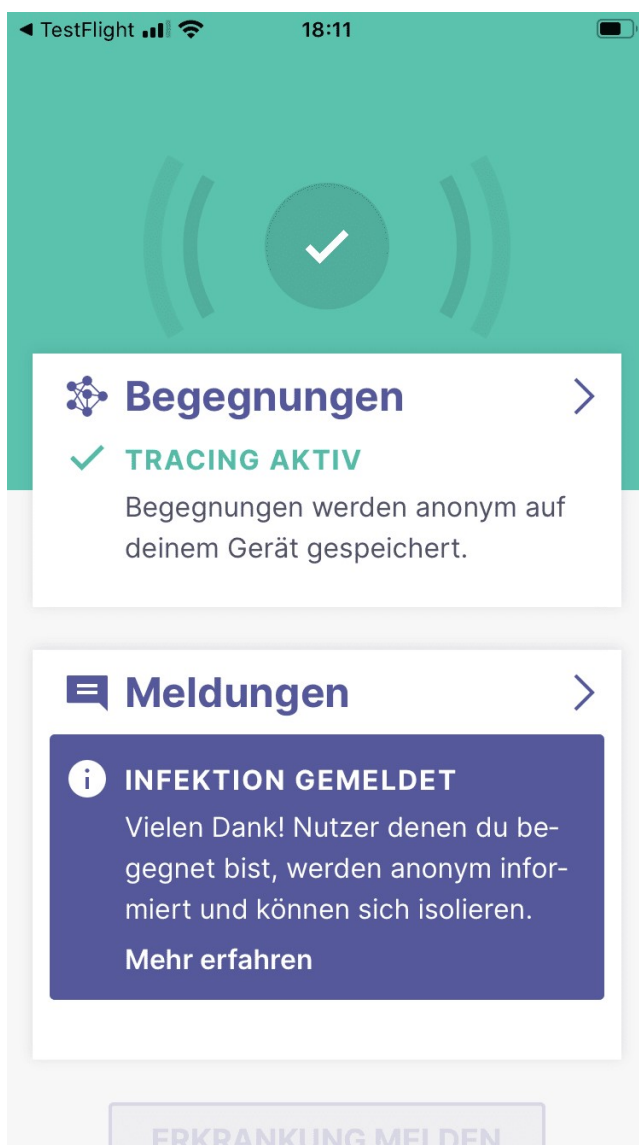 ◀ TestFlight
18:11
Begegnungen
TRACING AKTIV
Begegnungen werden anonym auf
deinem Gerät gespeichert.
Meldungen
INFEKTION GEMELDET
Vielen Dank! Nutzer denen du be-
gegnet bist, werden anonym infor-
miert und können sich isolieren.
Mehr erfahren
ERKRANKUNG MELDEN